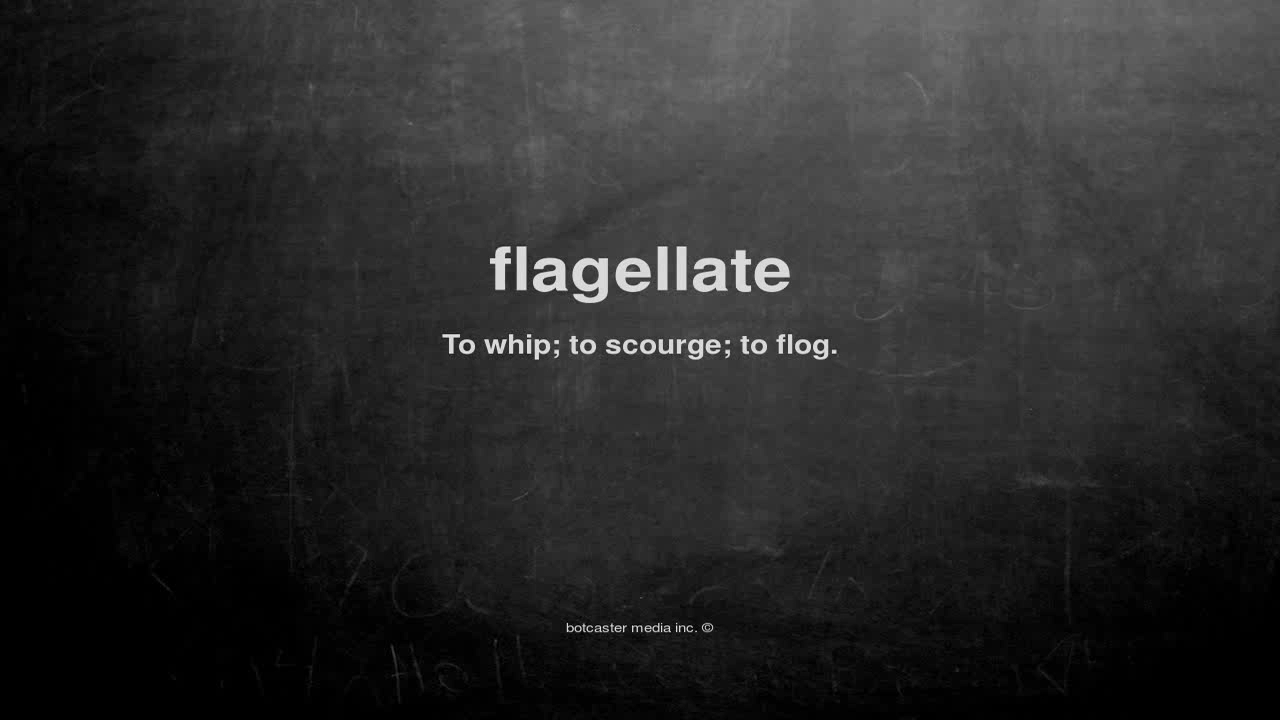 flagellate
To whip; to scourge; to flog.
botcaster media inc. ©